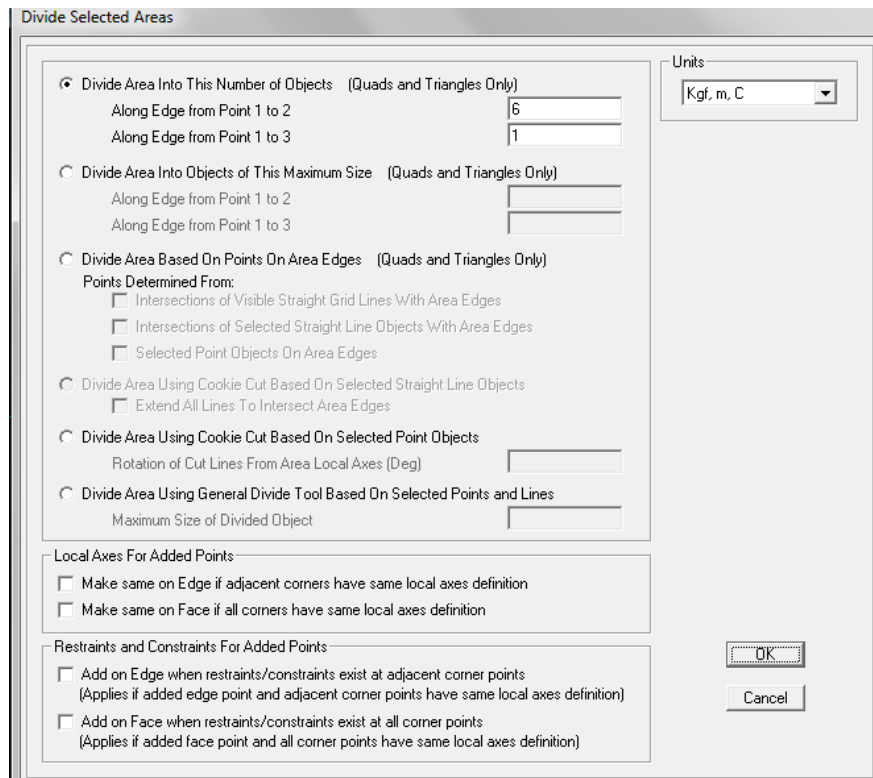 Divide Selected Areas
Divide Area Into This Number of Objects (Quads and Triangles Only)
Along Edge from Point 1 to 2 6
Along Edge from Point 1 to 3 1
Divide Area Into Objects of This Maximum Size (Quads and Triangles Only)
Along Edge from Point 1 to 2
Along Edge from Point 1 to 3
Divide Area Based On Points On Area Edges (Quads and Triangles Only)
Points Determined From:
Intersections of Visible Straight Grid Lines With Area Edges
Intersections of Selected Straight Line Objects With Area Edges
Selected Point Objects On Area Edges
Divide Area Using Cookie Cut Based On Selected Straight Line Objects
Extend All Lines To Intersect Area Edges
Divide Area Using Cookie Cut Based On Selected Point Objects
Rotation of Cut Lines From Area Local Axes (Deg)
Divide Area Using General Divide Tool Based On Selected Points and Lines
Maximum Size of Divided Object
Local Axes For Added Points
Make same on Edge if adjacent corners have same local axes definition
Make same on Face if all corners have same local axes definition
Restraints and Constraints For Added Points
Add on Edge when restraints/constraints exist at adjacent corner points
(Applies if added edge point and adjacent corner points have same local axes definition)
Add on Face when restraints/constraints exist at all corner points
(Applies if added face point and all corner points have same local axes definition)
Units
Kgf, m, C
OK
Cancel